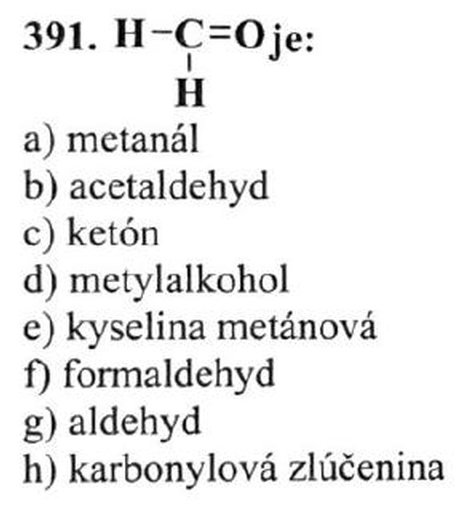 391. H-C=O je:
H
a) metanál
b) acetaldehyd
c) ketón
d) metylalkohol
e) kyselina metánová
f) formaldehyd
g) aldehyd
h) karbonylová zlúčenina